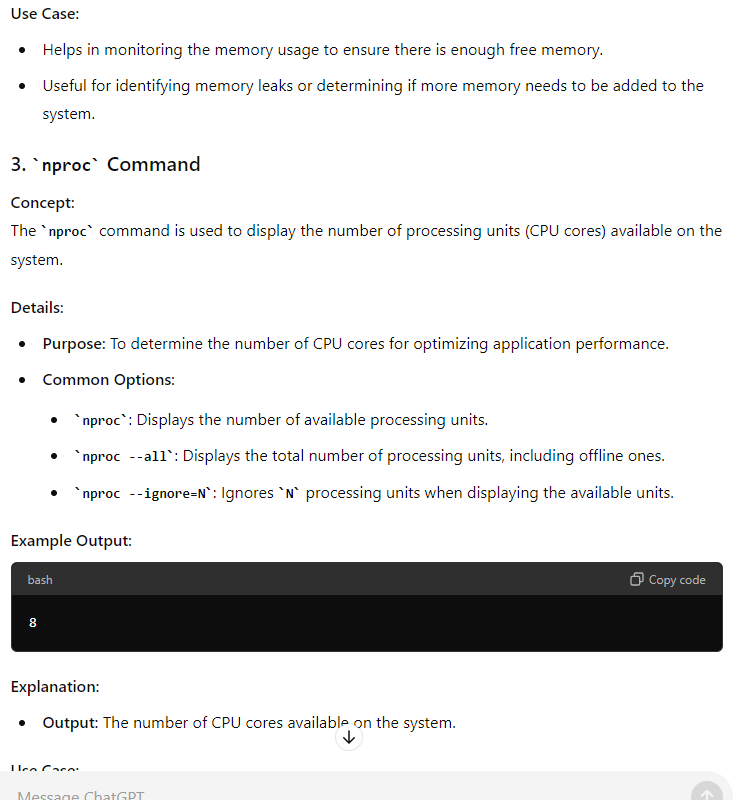 Use Case:
Helps in monitoring the memory usage to ensure there is enough free memory.
Useful for identifying memory leaks or determining if more memory needs to be added to the
system.
3. `nproc` Command
Concept:
The `nproc` command is used to display the number of processing units (CPU cores) available on the
system.
Details:
Purpose: To determine the number of CPU cores for optimizing application performance.
Common Options:
`nproc`: Displays the number of available processing units.
`nproc --all`: Displays the total number of processing units, including offline ones.
`nproc --ignore=N`: Ignores `N` processing units when displaying the available units.
Example Output:
bash Copy code
8
Explanation:
Output: The number of CPU cores available on the system.
Use Case:
Message ChatGPT